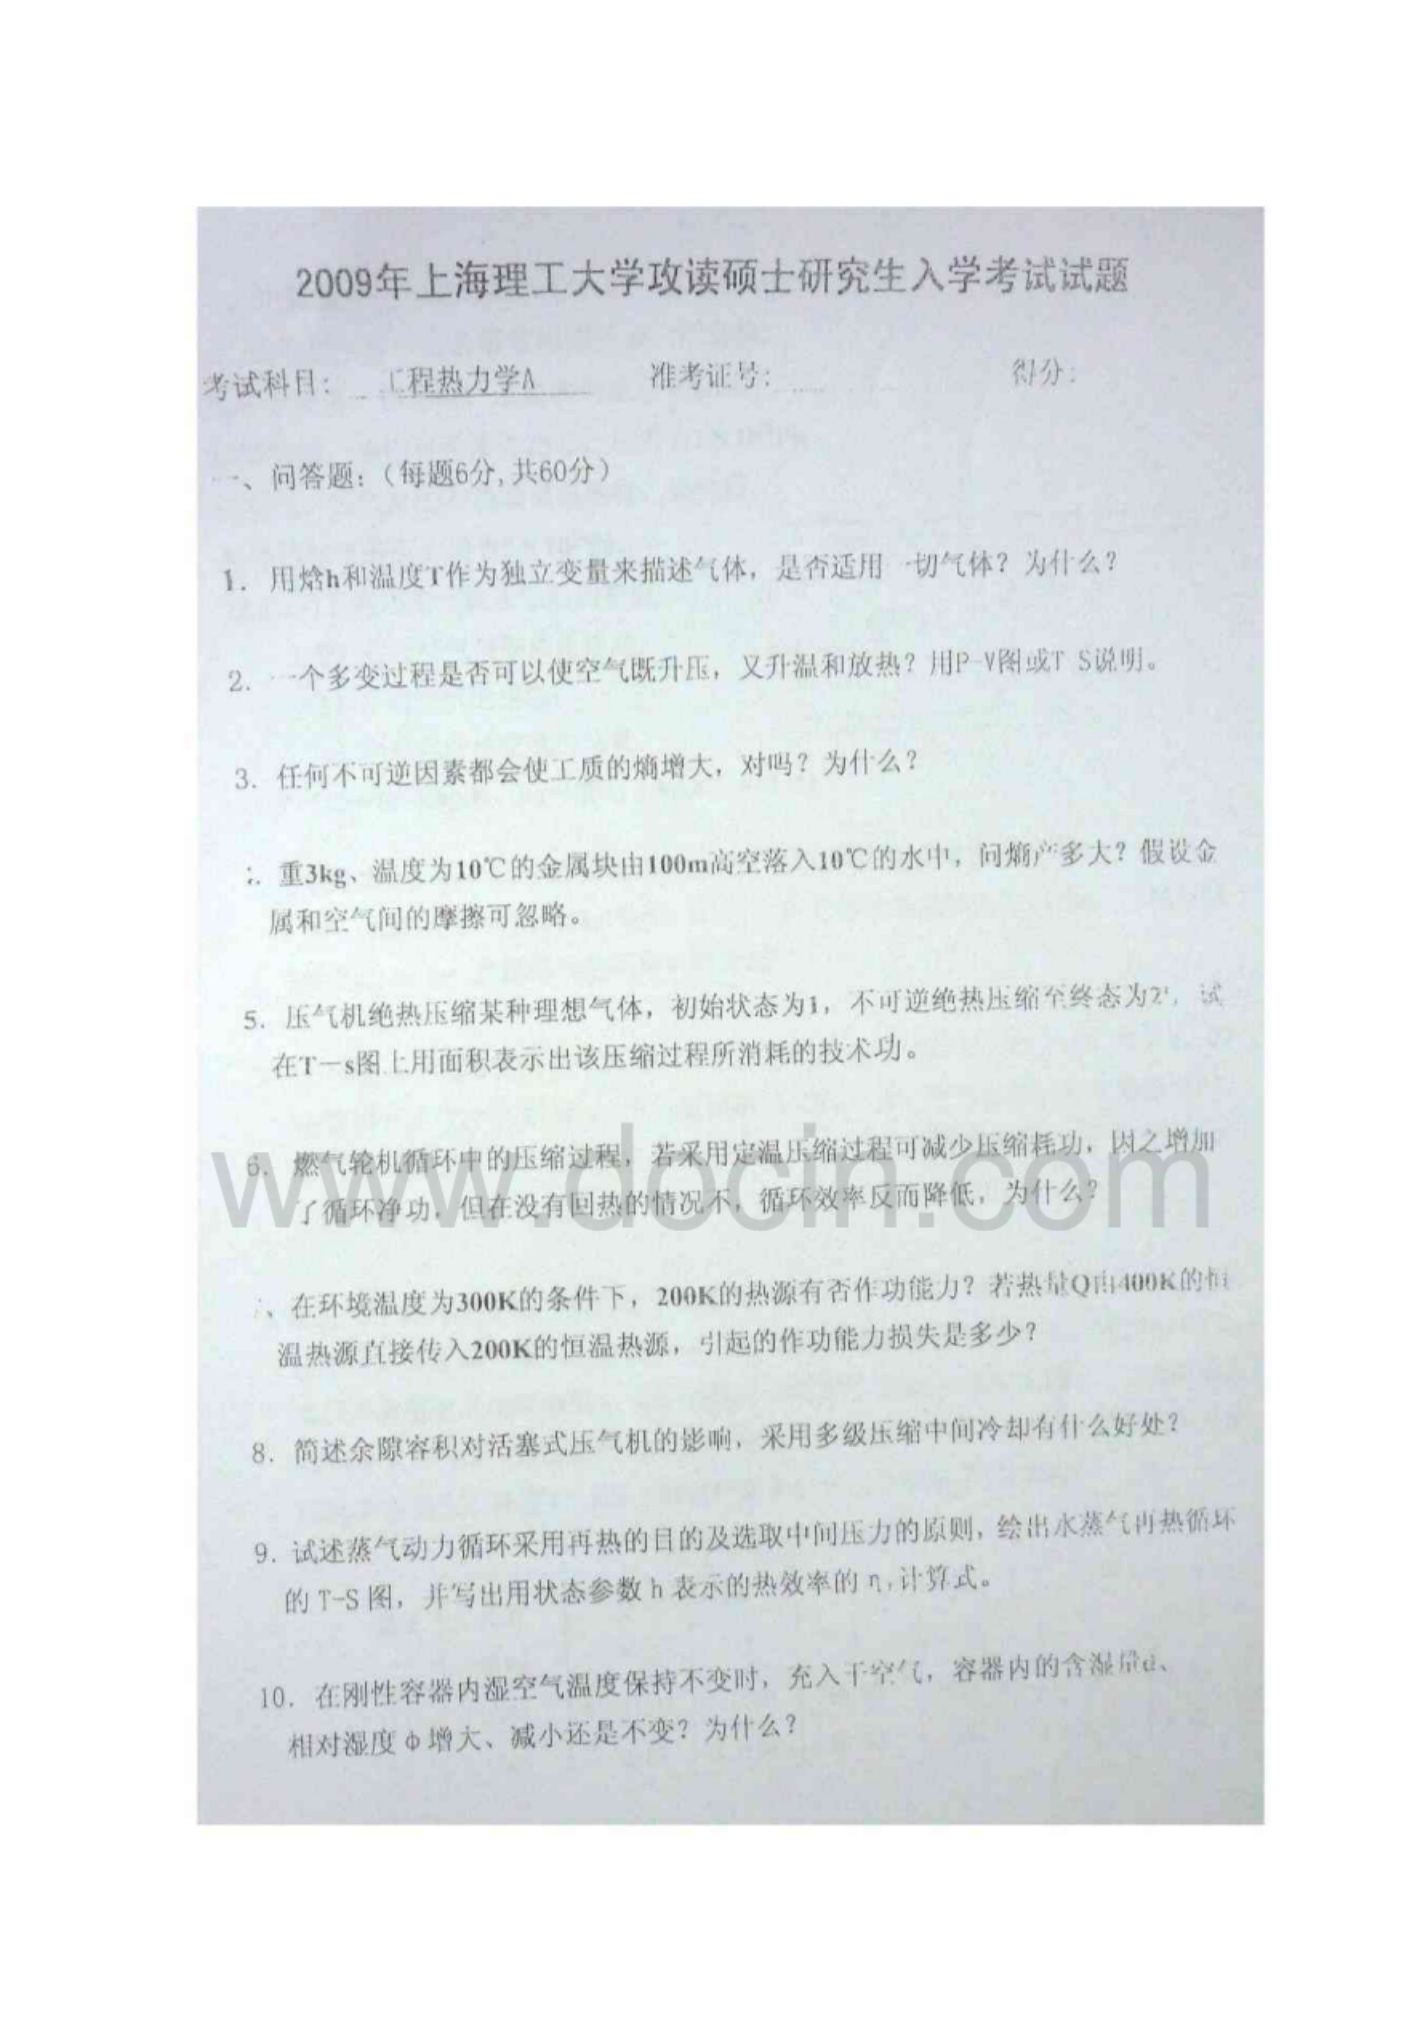 2009年上海理工大学攻读硕士研究生入学考试试题
考试科目： 工程热力学A 准考证号： 得分：
一、问答题：（每题6分，共60分）
1. 用焓h和温度T作为独立变量来描述气体，是否适用一切气体？为什么？
2. 一个多变过程是否可以使空气既升压，又升温和放热？用P-V图或T S说明。
3. 任何不可逆因素都会使工质的熵增大，对吗？为什么？
重3kg、温度为10℃的金属块由100m高空落入10℃的水中，问熵产多大？假设金
属和空气间的摩擦可忽略。
5. 压气机绝热压缩某种理想气体，初始状态为1，不可逆绝热压缩至终态为2'，试
在T－s图上用面积表示出该压缩过程所消耗的技术功。
6. 燃气轮机循环中的压缩过程，若采用定温压缩过程可减少压缩耗功，因之增加
了循环净功，但在没有回热的情况下，循环效率反而降低，为什么？
、在环境温度为300K的条件下，200K的热源有否作功能力？若热量Q由400K的恒
温热源直接传入200K的恒温热源，引起的作功能力损失是多少？
8. 简述余隙容积对活塞式压气机的影响，采用多级压缩中间冷却有什么好处？
9. 试述蒸气动力循环采用再热的目的及选取中间压力的原则，绘出水蒸气再热循环
的 T-S 图，并写出用状态参数 h 表示的热效率的 η,计算式。
10. 在刚性容器内湿空气温度保持不变时，充入干空气，容器内的含湿量d、
相对湿度φ增大、减小还是不变？为什么？
www.docin.com